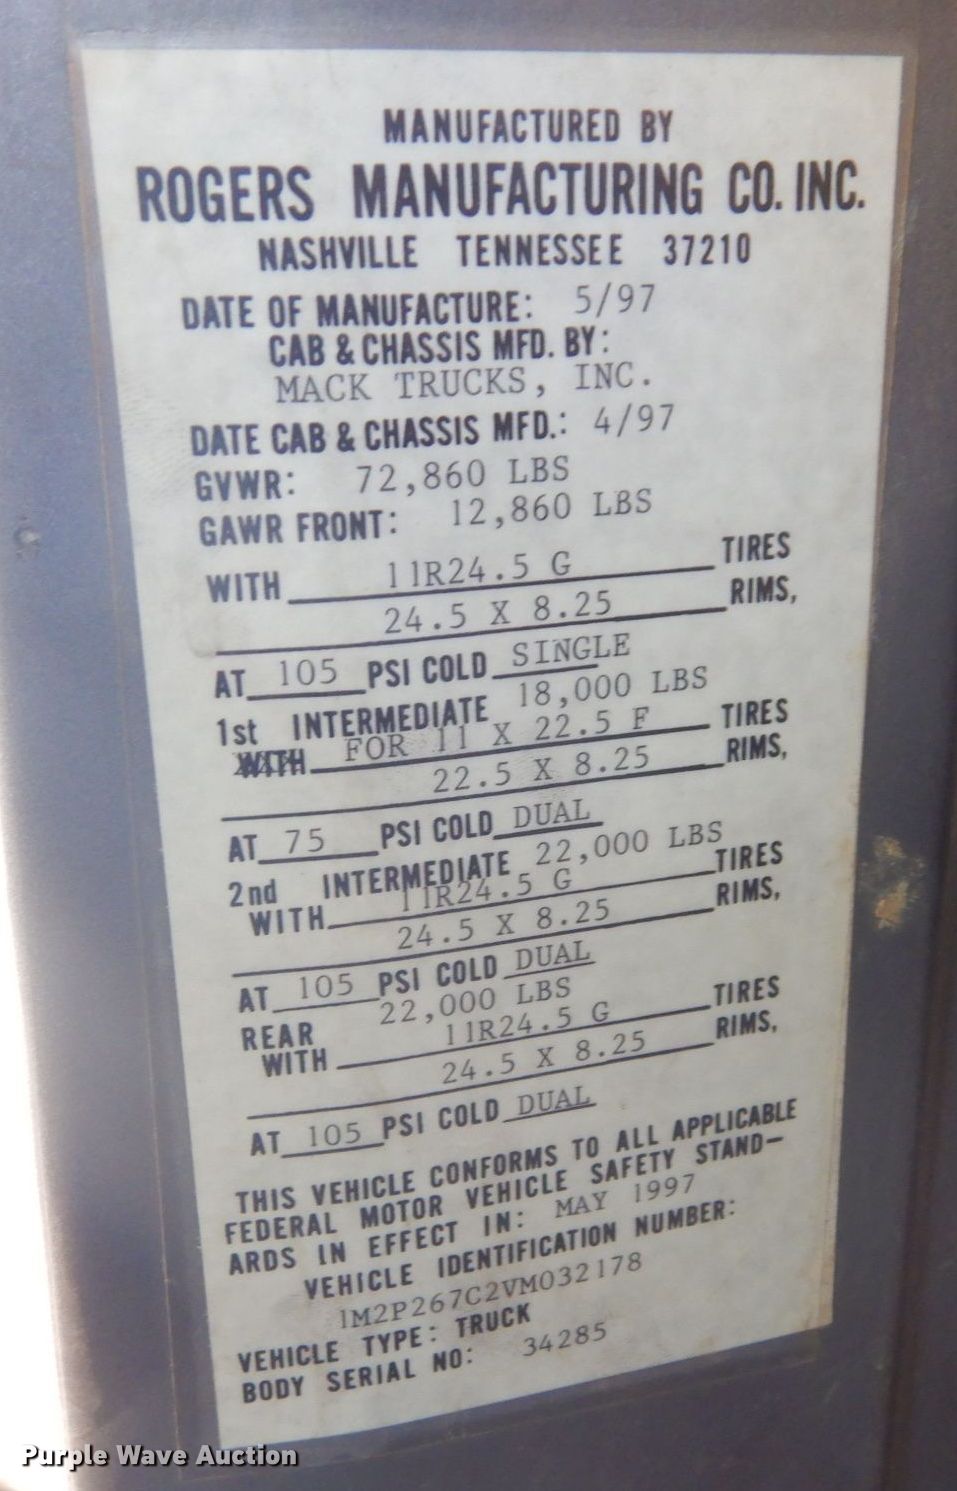 MANUFACTURED BY
ROGERS MANUFACTURING CO. INC.
NASHVILLE TENNESSEE 37210
DATE OF MANUFACTURE: 5/97
CAB & CHASSIS MFD. BY:
MACK TRUCKS, INC.
DATE CAB & CHASSIS MFD.: 4/97
GVWR: 72,860 LBS
GAWR FRONT: 12,860 LBS
WITH 11R24.5 G TIRES
24.5 X 8.25 RIMS,
AT 105 PSI COLD SINGLE
1st INTERMEDIATE 18,000 LBS
WITH FOR 11 X 22.5 F TIRES
22.5 X 8.25 RIMS,
AT 75 PSI COLD DUAL
2nd INTERMEDIATE 22,000 LBS
WITH 11R24.5 G TIRES
24.5 X 8.25 RIMS,
AT 105 PSI COLD DUAL
REAR 22,000 LBS
WITH 11R24.5 G TIRES
24.5 X 8.25 RIMS,
AT 105 PSI COLD DUAL
THIS VEHICLE CONFORMS TO ALL APPLICABLE
FEDERAL MOTOR VEHICLE SAFETY STAND-
ARDS IN EFFECT IN: MAY 1997
VEHICLE IDENTIFICATION NUMBER:
1M2P267C2VM032178
VEHICLE TYPE: TRUCK
BODY SERIAL NO: 34285
Purple Wave Auction